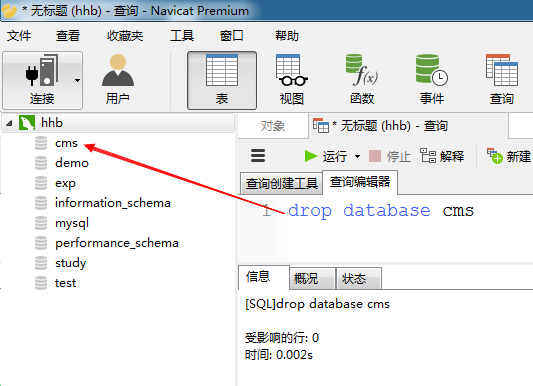 * 无标题 (hhb) - 查询 - Navicat Premium
文件 查看 收藏夹 工具 窗口 帮助
连接 用户 表 视图 函数 事件 查询
f(x)
hhb
cms
demo
exp
information_schema
mysql
performance_schema
study
test
对象 * 无标题 (hhb) - 查询
运行 停止 解释 新建
查询创建工具 查询编辑器
1 drop database cms
信息 概况 状态
[SQL]drop database cms
受影响的行: 0
时间: 0.002s